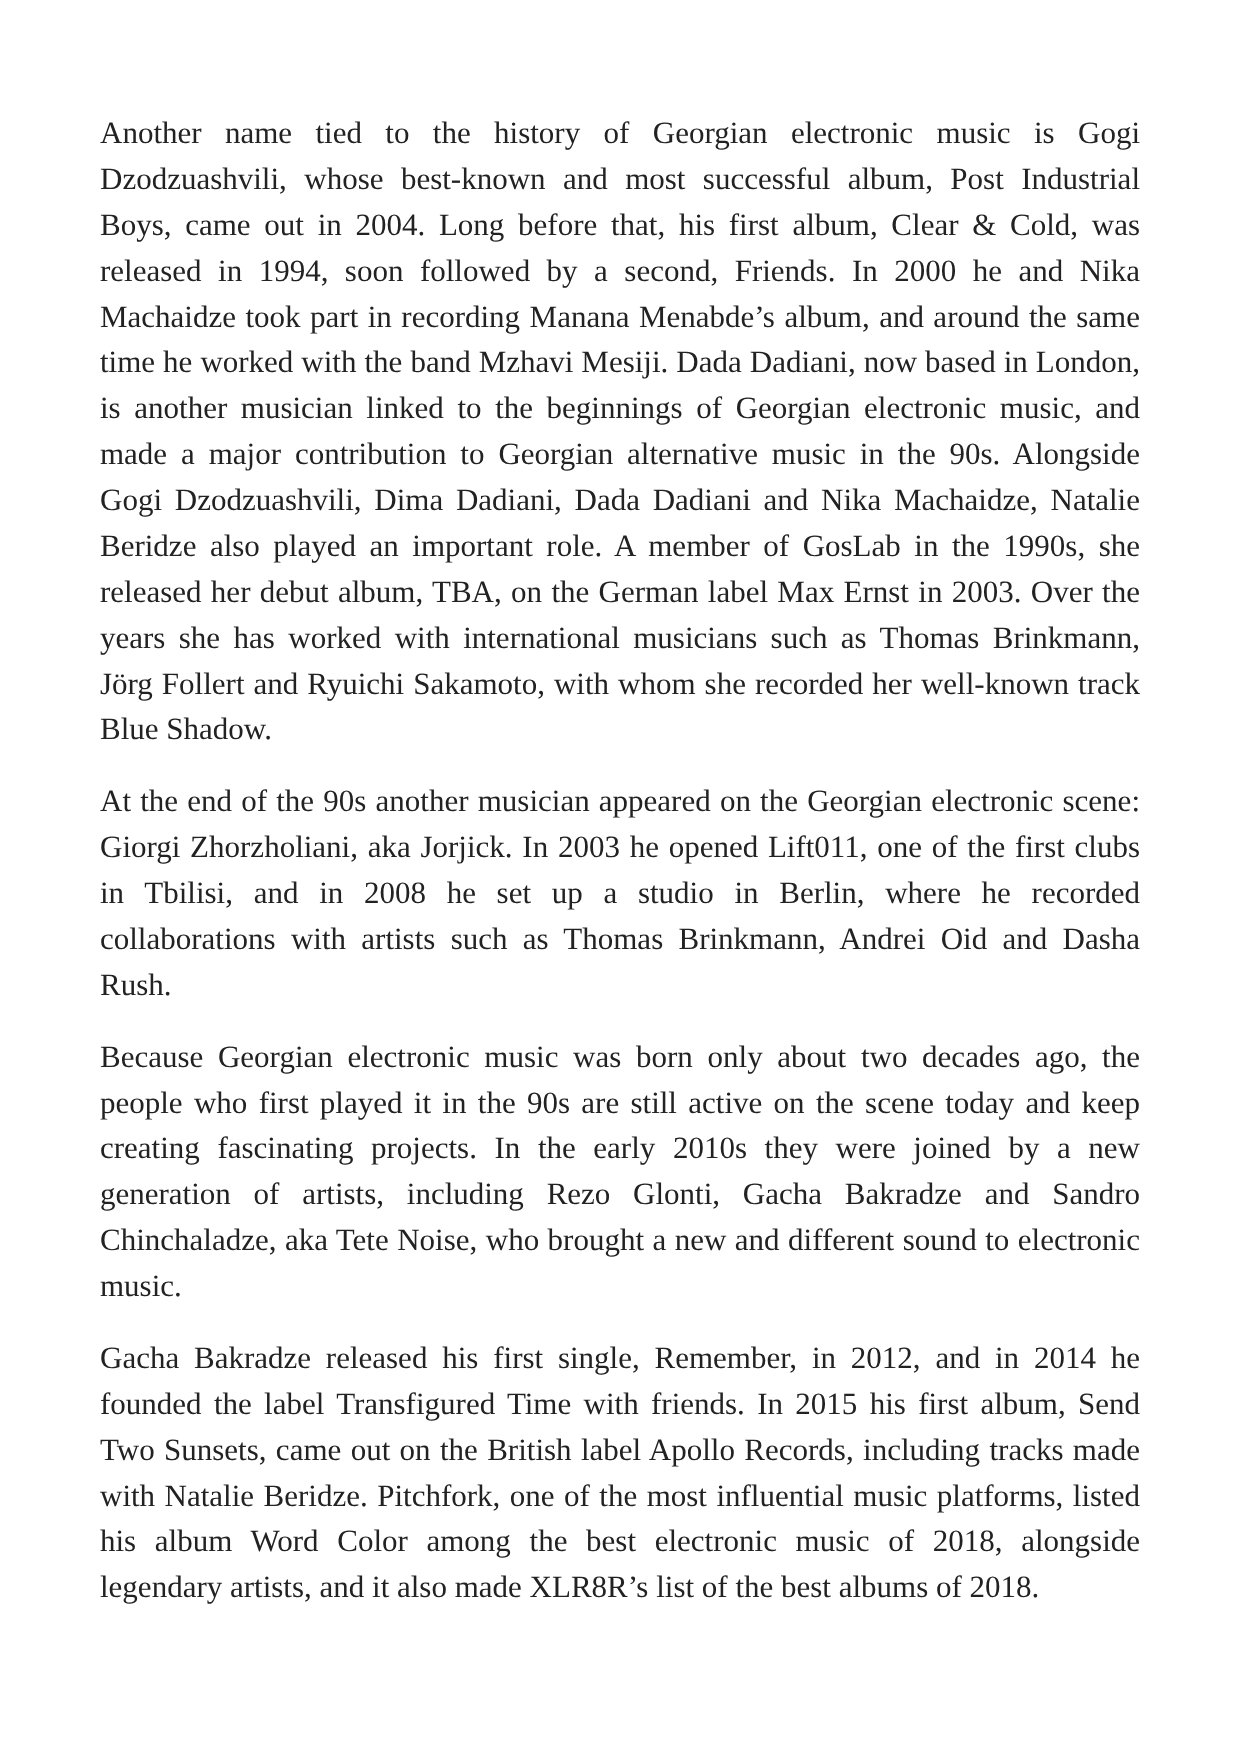 Another name tied to the history of Georgian electronic music is Gogi
Dzodzuashvili, whose best-known and most successful album, Post Industrial
Boys, came out in 2004. Long before that, his first album, Clear & Cold, was
released in 1994, soon followed by a second, Friends. In 2000 he and Nika
Machaidze took part in recording Manana Menabde’s album, and around the same
time he worked with the band Mzhavi Mesiji. Dada Dadiani, now based in London,
is another musician linked to the beginnings of Georgian electronic music, and
made a major contribution to Georgian alternative music in the 90s. Alongside
Gogi Dzodzuashvili, Dima Dadiani, Dada Dadiani and Nika Machaidze, Natalie
Beridze also played an important role. A member of GosLab in the 1990s, she
released her debut album, TBA, on the German label Max Ernst in 2003. Over the
years she has worked with international musicians such as Thomas Brinkmann,
Jörg Follert and Ryuichi Sakamoto, with whom she recorded her well-known track
Blue Shadow.
At the end of the 90s another musician appeared on the Georgian electronic scene:
Giorgi Zhorzholiani, aka Jorjick. In 2003 he opened Lift011, one of the first clubs
in Tbilisi, and in 2008 he set up a studio in Berlin, where he recorded
collaborations with artists such as Thomas Brinkmann, Andrei Oid and Dasha
Rush.
Because Georgian electronic music was born only about two decades ago, the
people who first played it in the 90s are still active on the scene today and keep
creating fascinating projects. In the early 2010s they were joined by a new
generation of artists, including Rezo Glonti, Gacha Bakradze and Sandro
Chinchaladze, aka Tete Noise, who brought a new and different sound to electronic
music.
Gacha Bakradze released his first single, Remember, in 2012, and in 2014 he
founded the label Transfigured Time with friends. In 2015 his first album, Send
Two Sunsets, came out on the British label Apollo Records, including tracks made
with Natalie Beridze. Pitchfork, one of the most influential music platforms, listed
his album Word Color among the best electronic music of 2018, alongside
legendary artists, and it also made XLR8R’s list of the best albums of 2018.